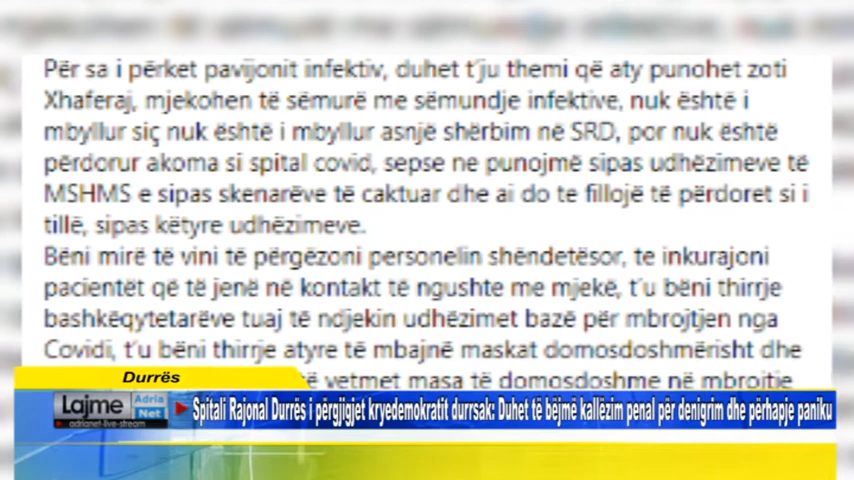 Për sa i përket pavijonit infektiv, duhet t'ju themi që aty punohet zoti
Xhaferaj, mjekohen të sëmurë me sëmundje infektive, nuk është i
mbyllur siç nuk është i mbyllur asnjë shërbim në SRD, por nuk është
përdorur akoma si spital covid, sepse ne punojmë sipas udhëzimeve të
MSHMS e sipas skenarëve të caktuar dhe ai do te fillojë të përdoret si i
tillë, sipas këtyre udhëzimeve.
Bëni mirë të vini të përgëzoni personelin shëndetësor, te inkurajoni
pacientët që të jenë në kontakt të ngushte me mjekë, t'u bëni thirrje
bashkëqytetarëve tuaj të ndjekin udhëzimet bazë për mbrojtjen nga
Covidi, t'u bëni thirrje atyre të mbajnë maskat domosdoshmërisht dhe
të vetmet masa të domosdoshme në mbrojtje
Durrës
Lajme Adria Net
adrianet-live-stream
Spitali Rajonal Durrës i përgjigjet kryedemokratit durrsak: Duhet të bëjmë kallëzim penal për denigrim dhe përhapje paniku